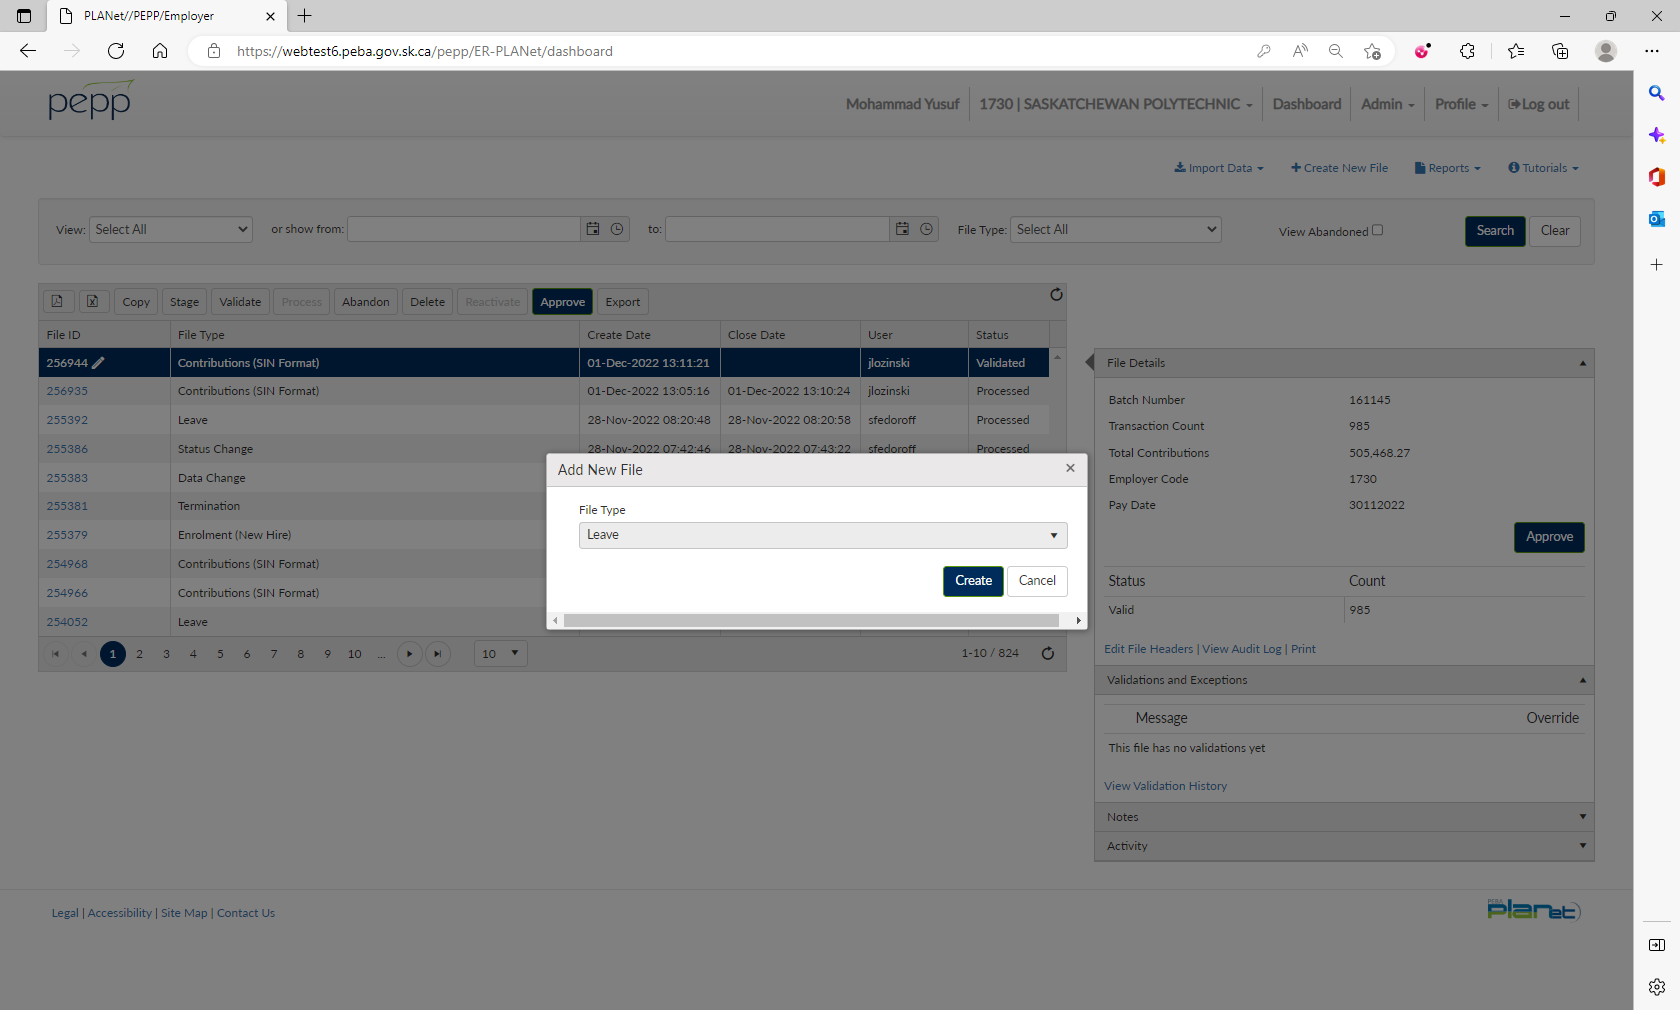 PLANet//PEPP/Employer
https://webtest6.peba.gov.sk.ca/pepp/ER-PLANet/dashboard
pepp
Mohammad Yusuf
1730 | SASKATCHEWAN POLYTECHNIC
Dashboard
Admin
Profile
Log out
Import Data
Create New File
Reports
Tutorials
View: Select All or show from: to: File Type: Select All View Abandoned Search Clear
Copy Stage Validate Process Abandon Delete Reactivate Approve Export
File ID File Type Create Date Close Date User Status
256944 Contributions (SIN Format) 01-Dec-2022 13:11:21 jlozinski Validated
256935 Contributions (SIN Format) 01-Dec-2022 13:05:16 01-Dec-2022 13:10:24 jlozinski Processed
255392 Leave 28-Nov-2022 08:20:48 28-Nov-2022 08:20:58 sfedoroff Processed
255386 Status Change 28-Nov-2022 07:42:46 28-Nov-2022 07:43:22 sfedoroff Processed
255383 Data Change
255381 Termination
255379 Enrolment (New Hire)
254968 Contributions (SIN Format)
254966 Contributions (SIN Format)
254052 Leave
1 2 3 4 5 6 7 8 9 10 ... 10 1-10 / 824
Add New File
File Type
Leave
Create Cancel
File Details
Batch Number 161145
Transaction Count 985
Total Contributions 505,468.27
Employer Code 1730
Pay Date 30112022
Approve
Status Count
Valid 985
Edit File Headers | View Audit Log | Print
Validations and Exceptions
Message Override
This file has no validations yet
View Validation History
Notes
Activity
Legal | Accessibility | Site Map | Contact Us
PEBA
planet